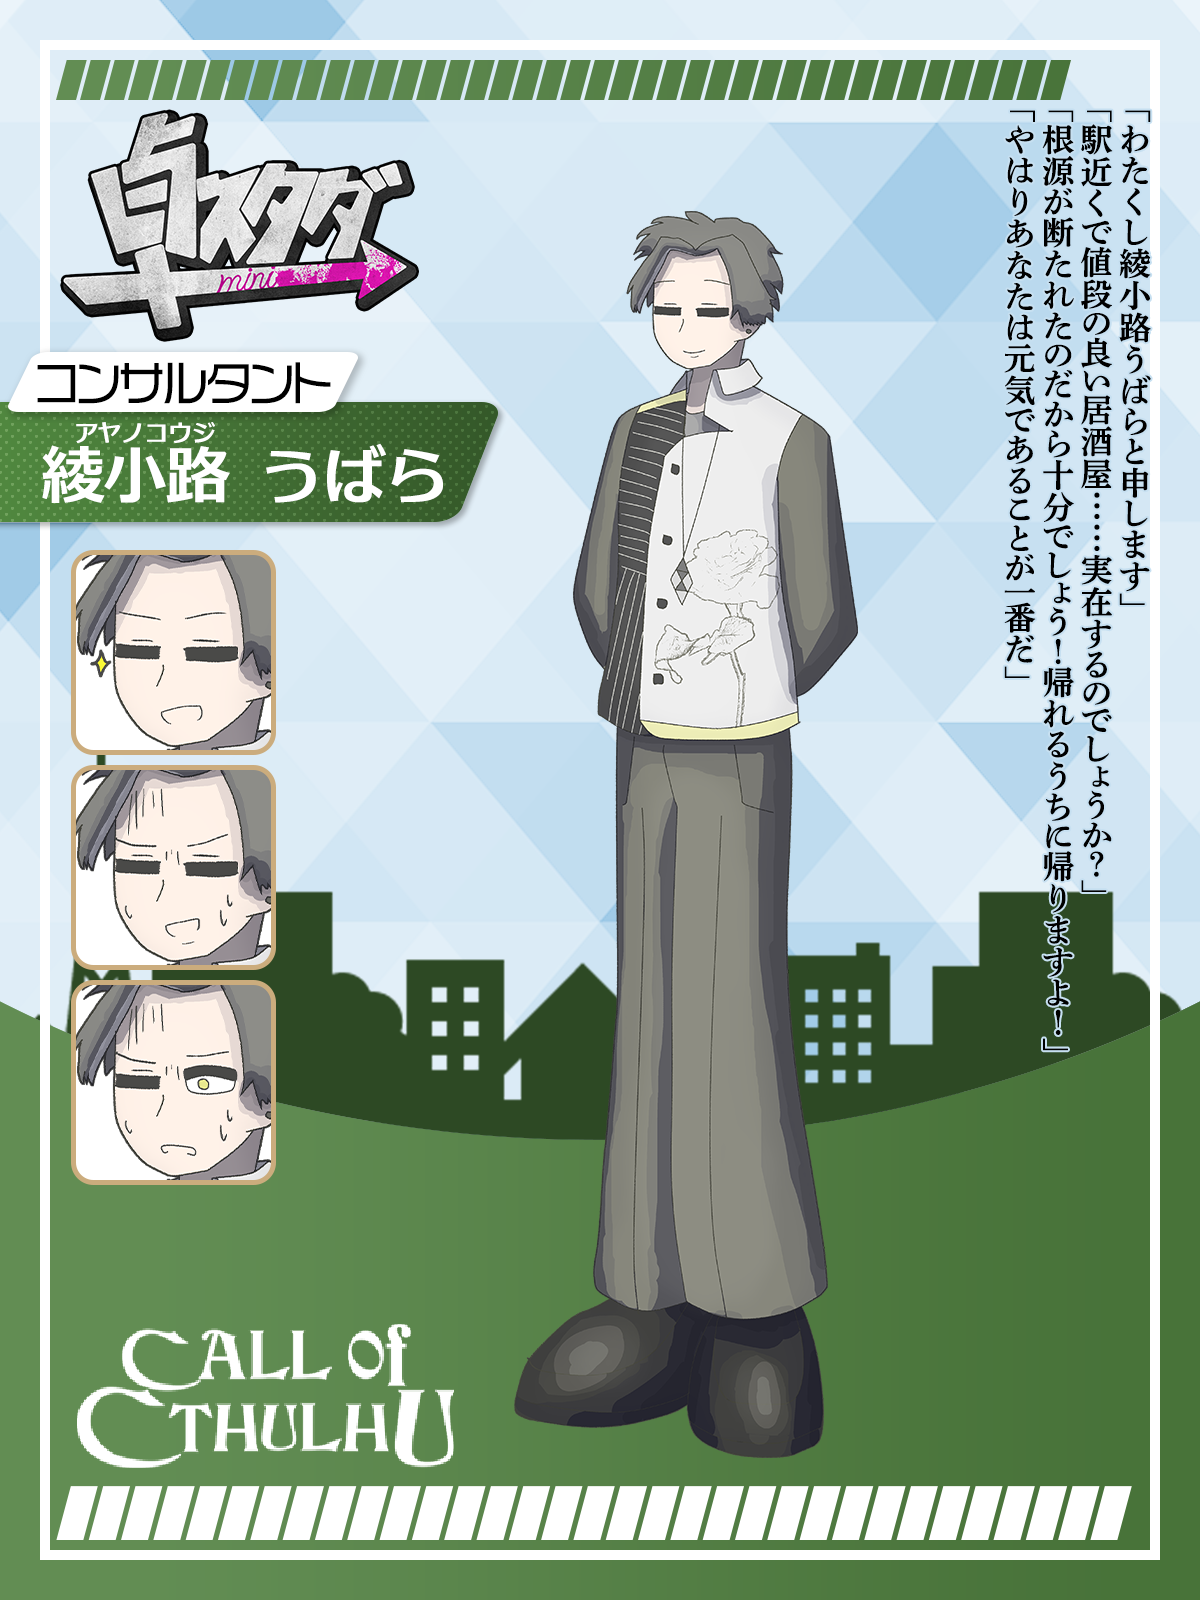 卓スタダ
mini
コンサルタント
アヤノコウジ
綾小路 うばら
「わたくし綾小路うばらと申します」
「駅近くで値段の良い居酒屋……実在するのでしょうか？」
「根源が断たれたのだから十分でしょう！帰れるうちに帰りますよ！」
「やはりあなたは元気であることが一番だ」
CALL Of
CTHULHU